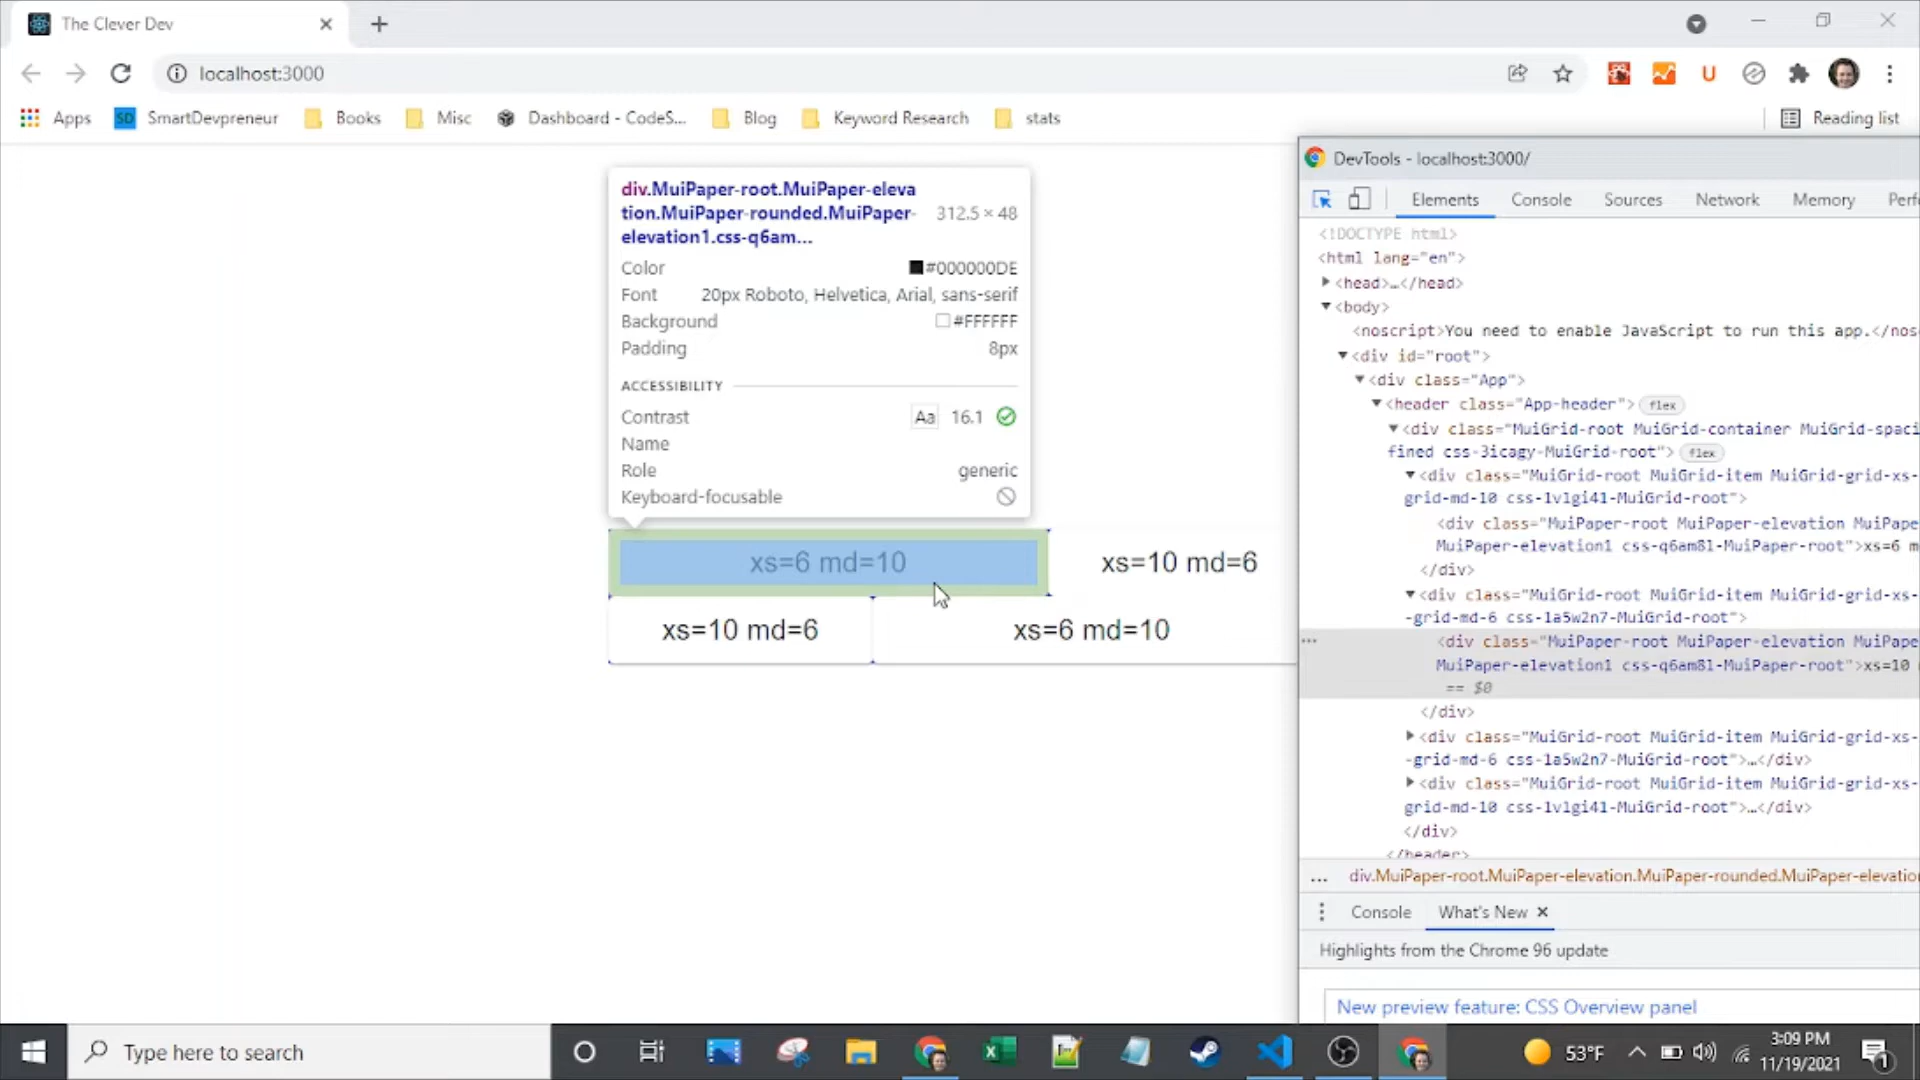 The Clever Dev
localhost:3000
Apps SmartDevpreneur Books Misc Dashboard - CodeS... Blog Keyword Research stats Reading list
div.MuiPaper-root.MuiPaper-eleva
tion.MuiPaper-rounded.MuiPaper-
elevation1.css-q6am...
312.5 × 48
Color #000000DE
Font 20px Roboto, Helvetica, Arial, sans-serif
Background #FFFFFF
Padding 8px
ACCESSIBILITY
Contrast Aa 16.1
Name
Role generic
Keyboard-focusable
xs=6 md=10 xs=10 md=6
xs=10 md=6 xs=6 md=10
DevTools - localhost:3000/
Elements Console Sources Network Memory Perf
<!DOCTYPE html>
<html lang="en">
<head>…</head>
<body>
<noscript>You need to enable JavaScript to run this app.</nos
<div id="root">
<div class="App">
<header class="App-header"> flex
<div class="MuiGrid-root MuiGrid-container MuiGrid-spaci
fined css-3icagy-MuiGrid-root"> flex
<div class="MuiGrid-root MuiGrid-item MuiGrid-grid-xs-
grid-md-10 css-1vlgi41-MuiGrid-root">
<div class="MuiPaper-root MuiPaper-elevation MuiPape
MuiPaper-elevation1 css-q6am8l-MuiPaper-root">xs=6 m
</div>
<div class="MuiGrid-root MuiGrid-item MuiGrid-grid-xs-
-grid-md-6 css-1a5w2n7-MuiGrid-root">
<div class="MuiPaper-root MuiPaper-elevation MuiPape
MuiPaper-elevation1 css-q6am8l-MuiPaper-root">xs=10
== $0
</div>
<div class="MuiGrid-root MuiGrid-item MuiGrid-grid-xs-
-grid-md-6 css-1a5w2n7-MuiGrid-root">…</div>
<div class="MuiGrid-root MuiGrid-item MuiGrid-grid-xs-
grid-md-10 css-1vlgi41-MuiGrid-root">…</div>
</div>
</header>
... div.MuiPaper-root.MuiPaper-elevation.MuiPaper-rounded.MuiPaper-elevatio
Console What's New
Highlights from the Chrome 96 update
New preview feature: CSS Overview panel
Type here to search
53°F
3:09 PM
11/19/2021
1